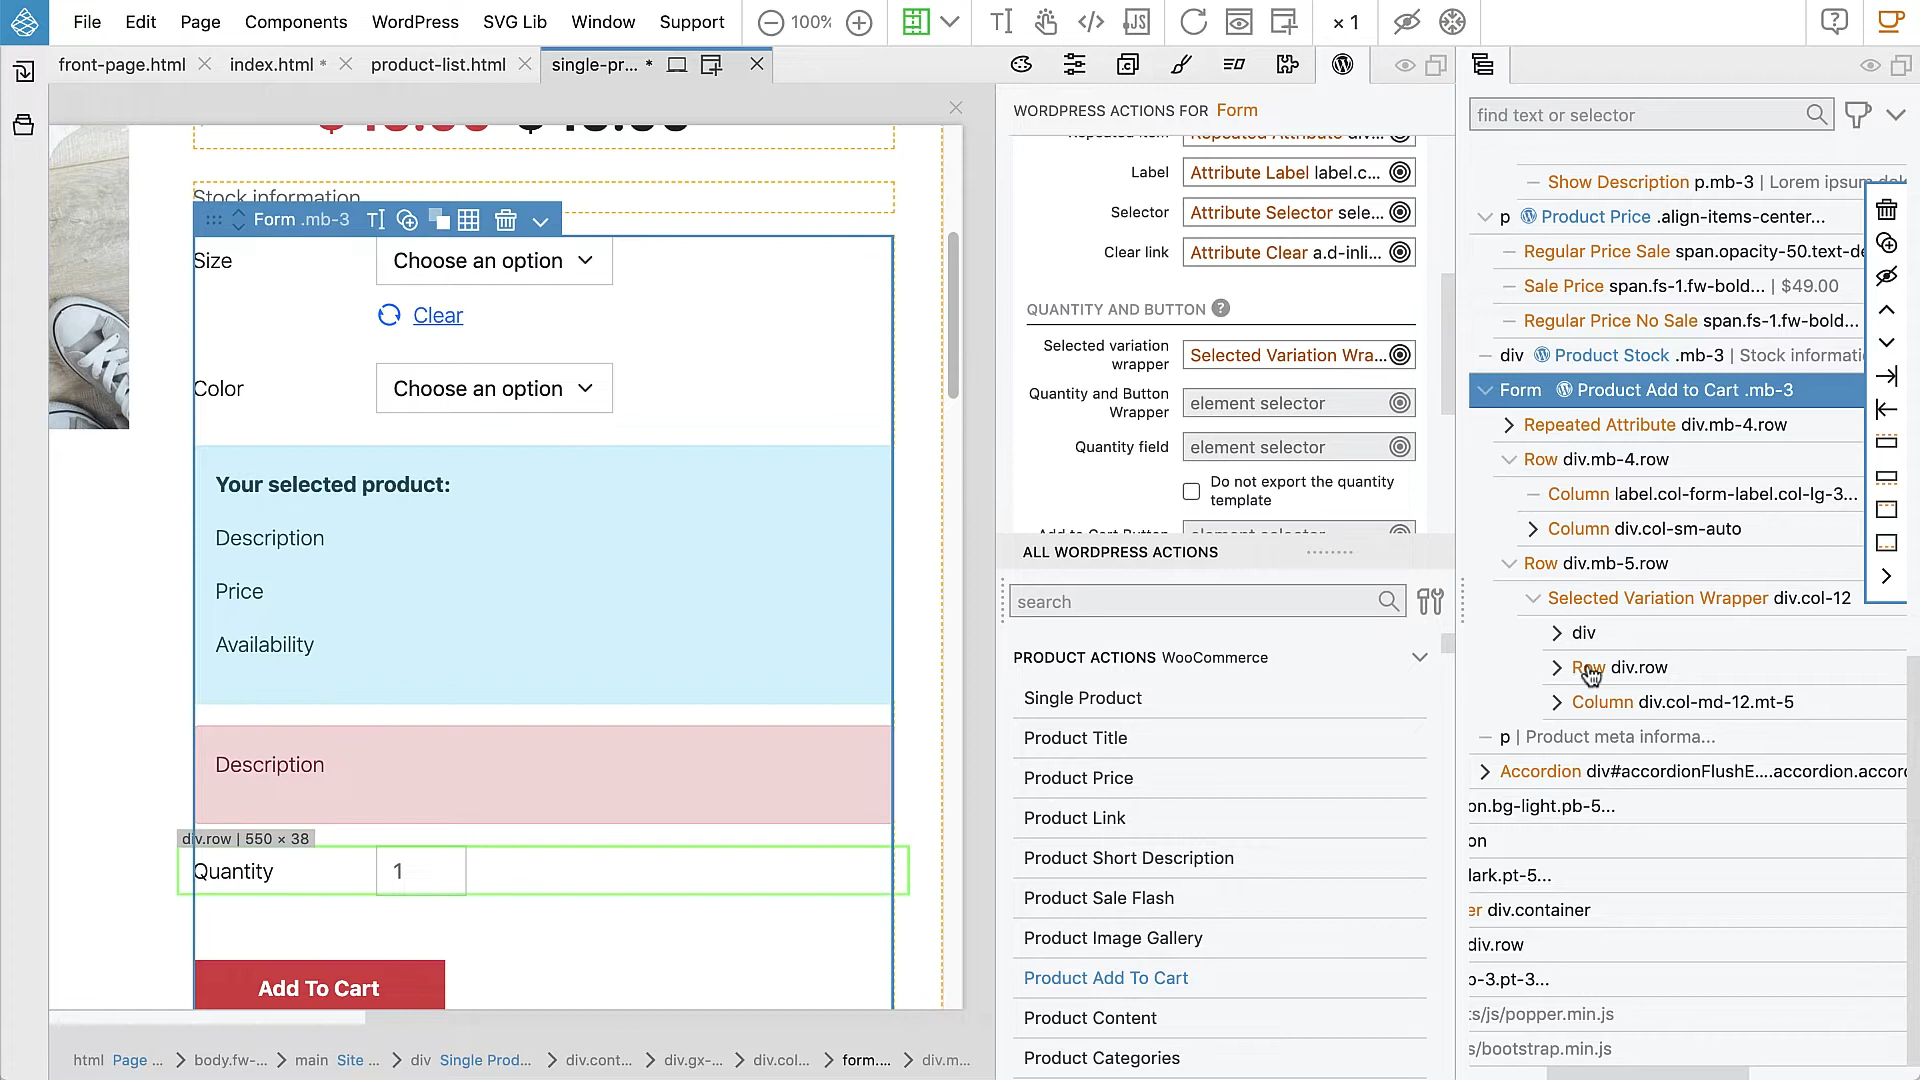 File Edit Page Components WordPress SVG Lib Window Support 100% JS × 1
front-page.html index.html * product-list.html single-pr... *
WORDPRESS ACTIONS FOR Form
find text or selector
Stock information
Form .mb-3
Size Choose an option
Clear
Color Choose an option
Your selected product:
Description
Price
Availability
Description
div.row | 550 × 38
Quantity 1
Add To Cart
html Page ... body.fw-... main Site ... div Single Prod... div.cont... div.gx-... div.col... form.... div.m...
Label Attribute Label label.c...
Selector Attribute Selector sele...
Clear link Attribute Clear a.d-inli...
QUANTITY AND BUTTON ?
Selected variation wrapper Selected Variation Wra...
Quantity and Button Wrapper element selector
Quantity field element selector
Do not export the quantity template
ALL WORDPRESS ACTIONS
search
PRODUCT ACTIONS WooCommerce
Single Product
Product Title
Product Price
Product Link
Product Short Description
Product Sale Flash
Product Image Gallery
Product Add To Cart
Product Content
Product Categories
Show Description p.mb-3 | Lorem ipsum
p Product Price .align-items-center...
Regular Price Sale span.opacity-50.text-de
Sale Price span.fs-1.fw-bold... | $49.00
Regular Price No Sale span.fs-1.fw-bold...
div Product Stock .mb-3 | Stock informati
Form Product Add to Cart .mb-3
Repeated Attribute div.mb-4.row
Row div.mb-4.row
Column label.col-form-label.col-lg-3...
Column div.col-sm-auto
Row div.mb-5.row
Selected Variation Wrapper div.col-12
div
Row div.row
Column div.col-md-12.mt-5
p | Product meta informa...
Accordion div#accordionFlushE....accordion.accor
on.bg-light.pb-5...
on
lark.pt-5...
er div.container
div.row
p-3.pt-3...
ts/js/popper.min.js
s/bootstrap.min.js